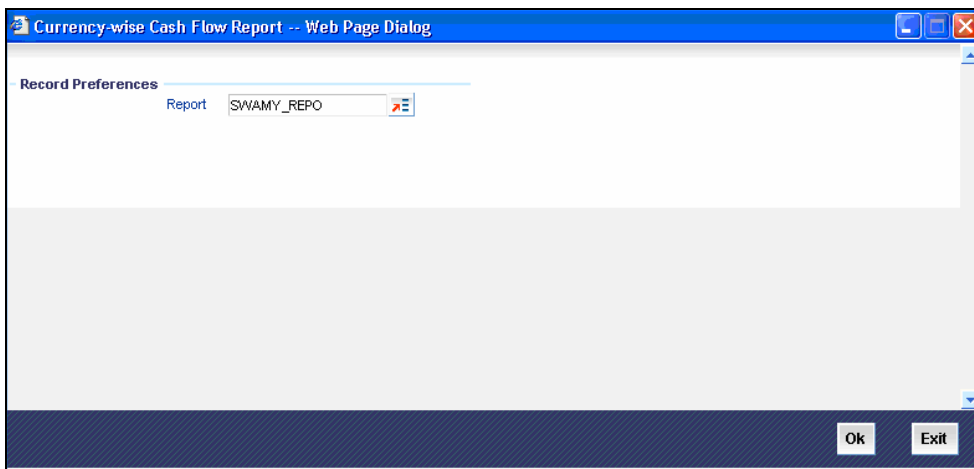 Currency-wise Cash Flow Report -- Web Page Dialog
Record Preferences
Report SWAMY_REPO
Ok Exit